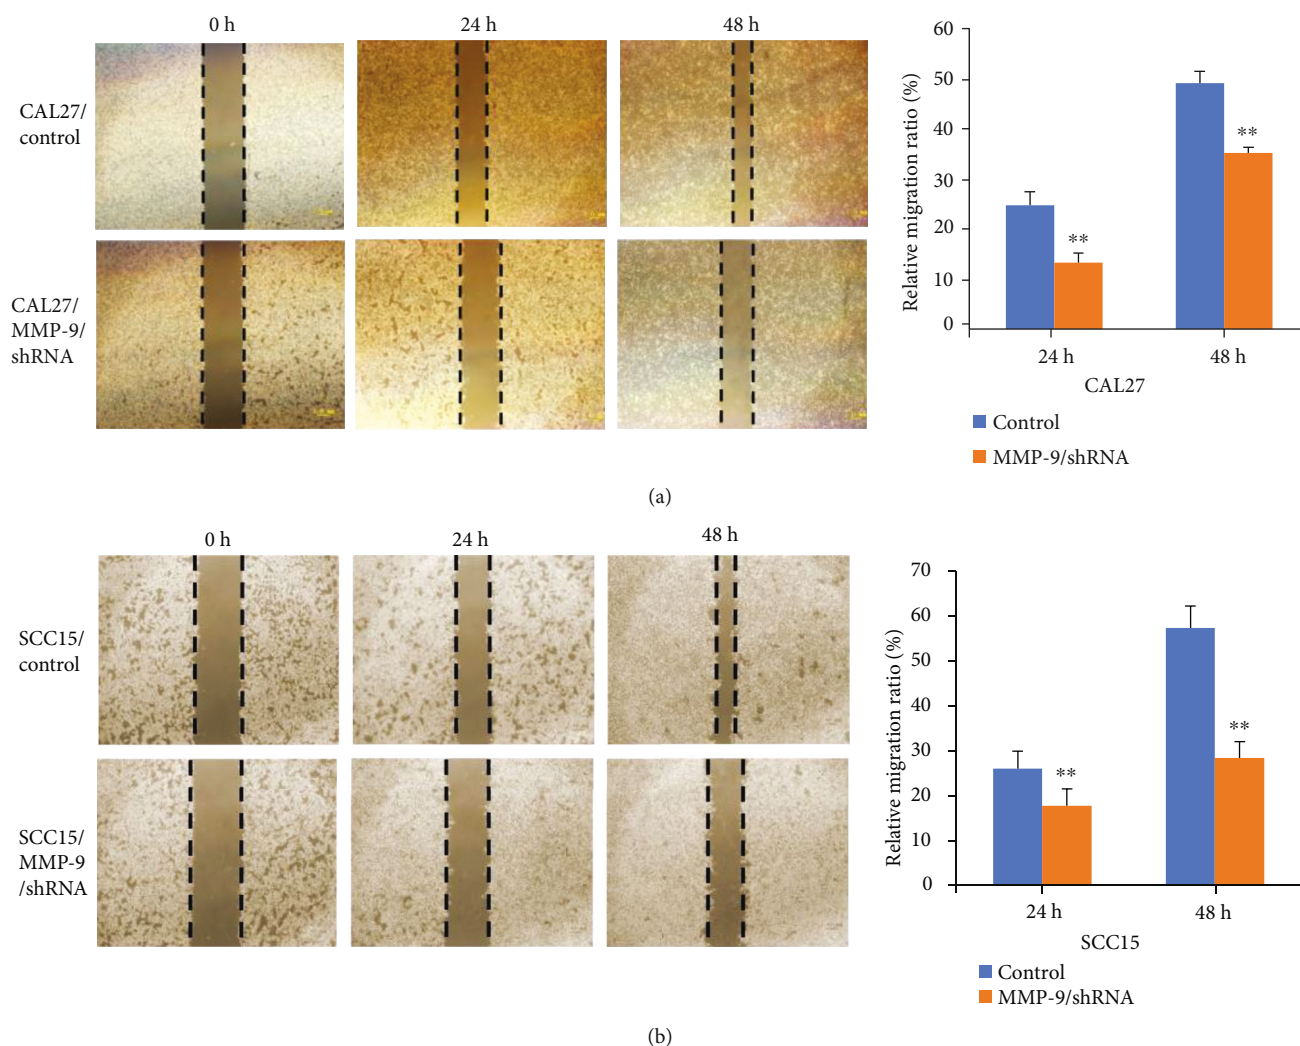 0 h
24 h
48 h
CAL27/
control
CAL27/
MMP-9/
shRNA
Relative migration ratio (%)
60
50
40
30
20
10
0
**
**
24 h
48 h
CAL27
Control
MMP-9/shRNA
(a)
0 h
24 h
48 h
SCC15/
control
SCC15/
MMP-9
/shRNA
Relative migration ratio (%)
70
60
50
40
30
20
10
0
**
**
24 h
48 h
SCC15
Control
MMP-9/shRNA
(b)